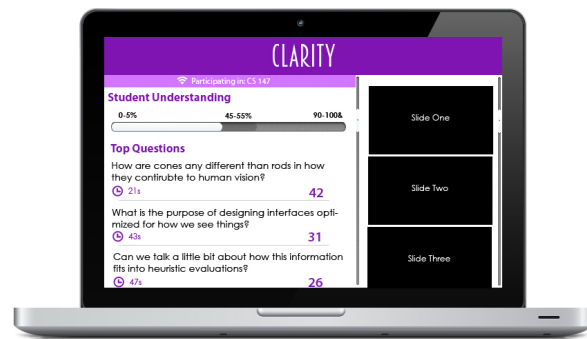 CLARITY
Participating in: CS 147
Student Understanding
0-5% 45-55% 90-100&
Top Questions
How are cones any different than rods in how
they contirubte to human vision?
21s 42
What is the purpose of designing interfaces opti-
mized for how we see things?
43s 31
Can we talk a little bit about how this information
fits into heuristic evaluations?
47s 26
Slide One
Slide Two
Slide Three